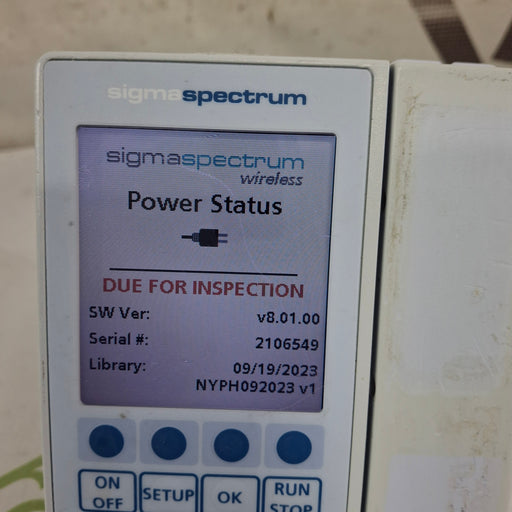 sigmaspectrum
sigmaspectrum
wireless
Power Status
DUE FOR INSPECTION
SW Ver: v8.01.00
Serial #: 2106549
Library: 09/19/2023
NYPH092023 v1
ON OFF SETUP OK RUN STOP